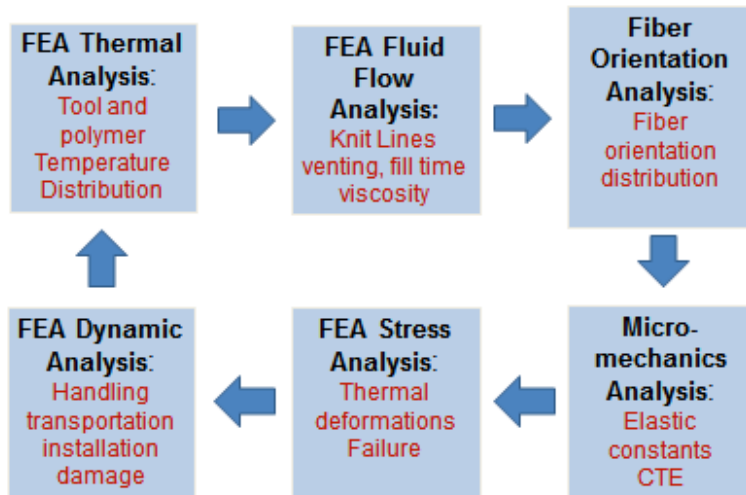 FEA Thermal
Analysis:
Tool and
polymer
Temperature
Distribution
FEA Fluid
Flow
Analysis:
Knit Lines
venting, fill time
viscosity
Fiber
Orientation
Analysis:
Fiber
orientation
distribution
Micro-
mechanics
Analysis:
Elastic
constants
CTE
FEA Stress
Analysis:
Thermal
deformations
Failure
FEA Dynamic
Analysis:
Handling
transportation
installation
damage